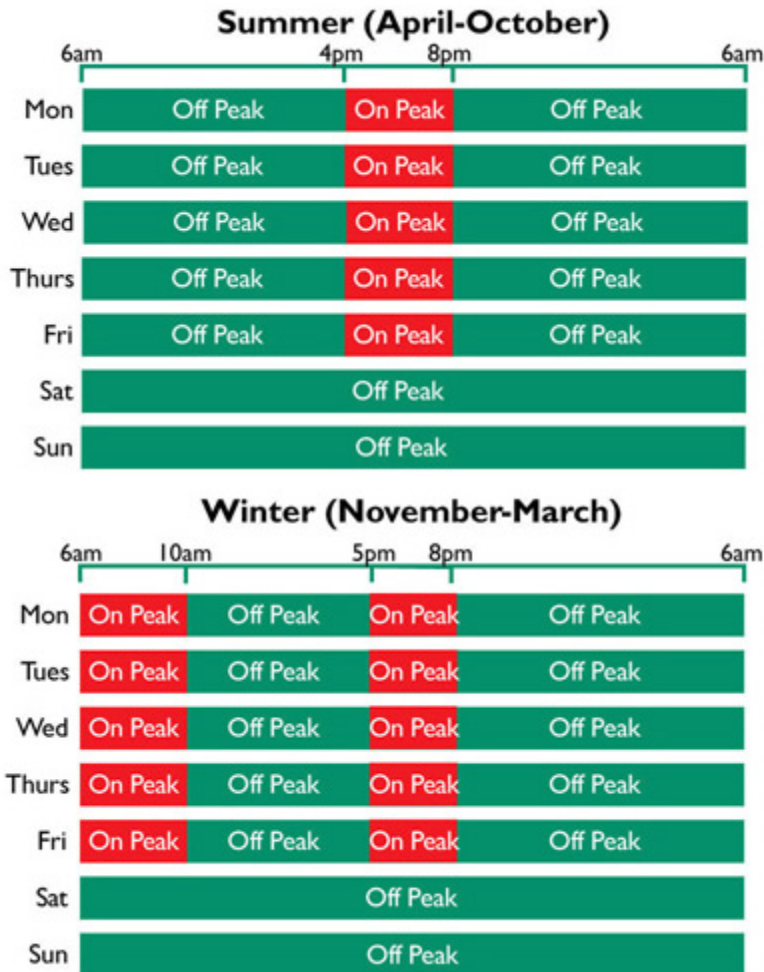 Summer (April-October)
6am 4pm 8pm 6am
Mon Off Peak On Peak Off Peak
Tues Off Peak On Peak Off Peak
Wed Off Peak On Peak Off Peak
Thurs Off Peak On Peak Off Peak
Fri Off Peak On Peak Off Peak
Sat Off Peak
Sun Off Peak
Winter (November-March)
6am 10am 5pm 8pm 6am
Mon On Peak Off Peak On Peak Off Peak
Tues On Peak Off Peak On Peak Off Peak
Wed On Peak Off Peak On Peak Off Peak
Thurs On Peak Off Peak On Peak Off Peak
Fri On Peak Off Peak On Peak Off Peak
Sat Off Peak
Sun Off Peak